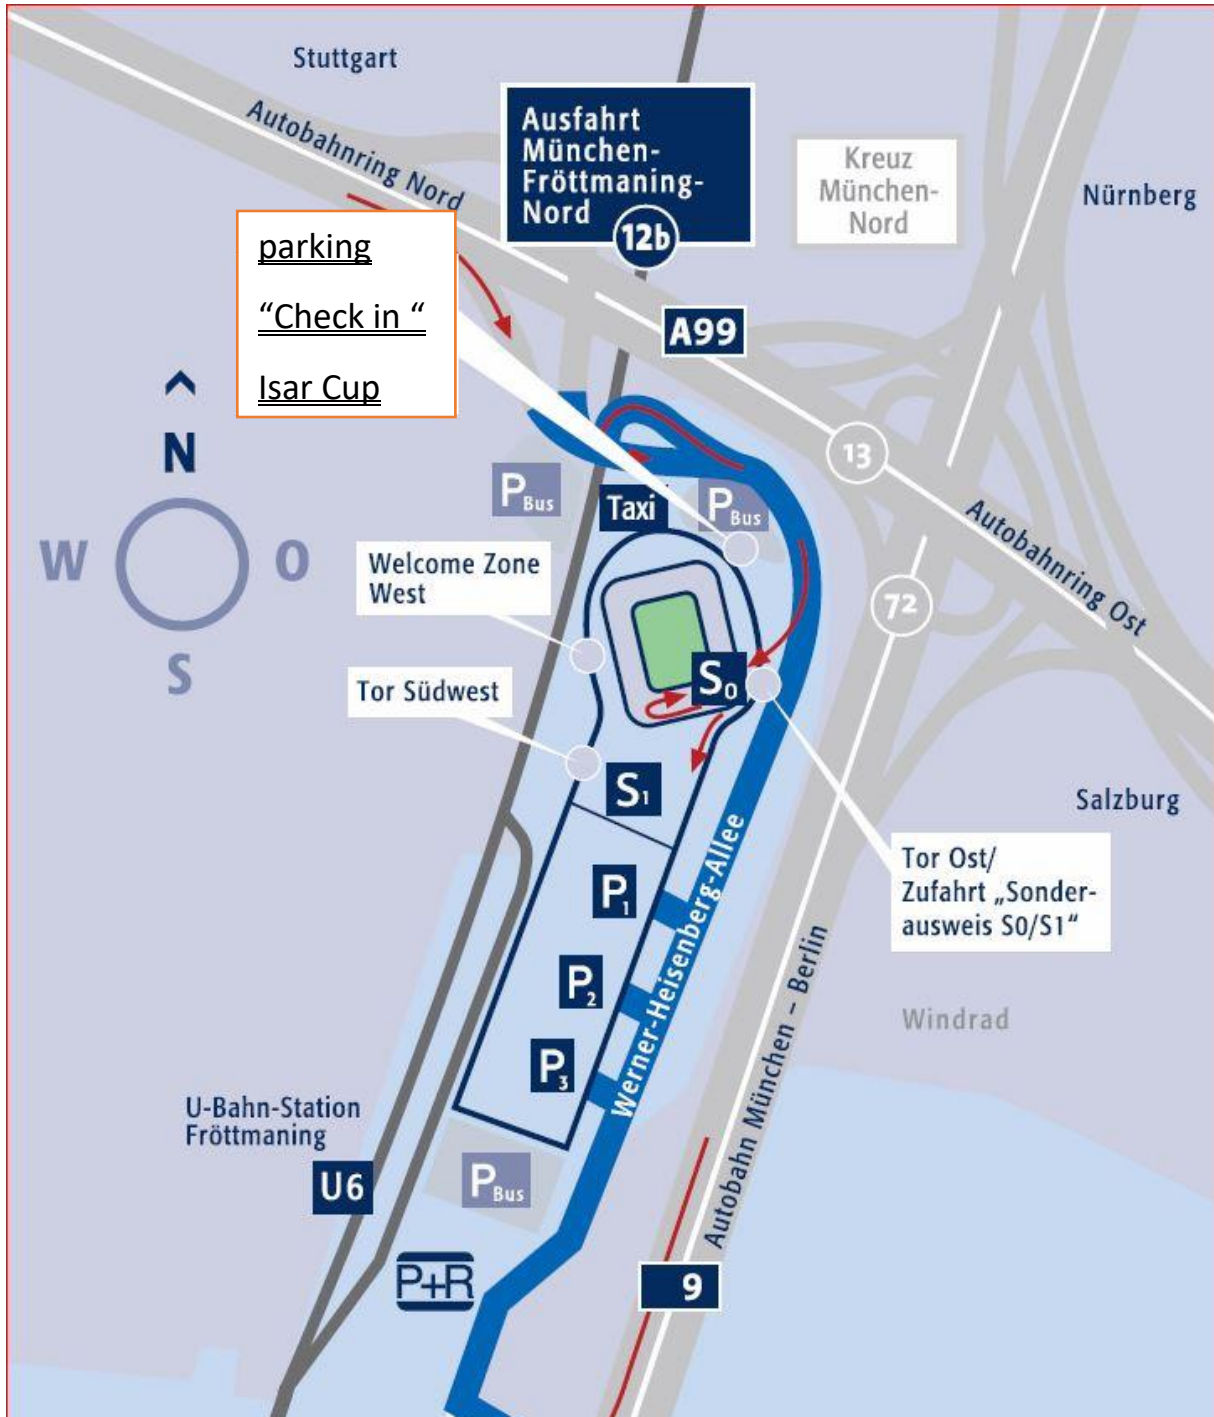 Stuttgart
Autobahnring Nord
Ausfahrt
München-
Fröttmaning-
Nord
12b
Kreuz
München-
Nord
Nürnberg
parking
“Check in “
Isar Cup
A99
N
W
O
S
13
Autobahnring Ost
P Bus
Taxi
P Bus
Welcome Zone
West
72
Tor Südwest
S0
S1
Salzburg
Tor Ost/
Zufahrt „Sonder-
ausweis S0/S1“
P1
P2
P3
Werner-Heisenberg-Allee
Autobahn München – Berlin
Windrad
U-Bahn-Station
Fröttmaning
U6
P Bus
P+R
9